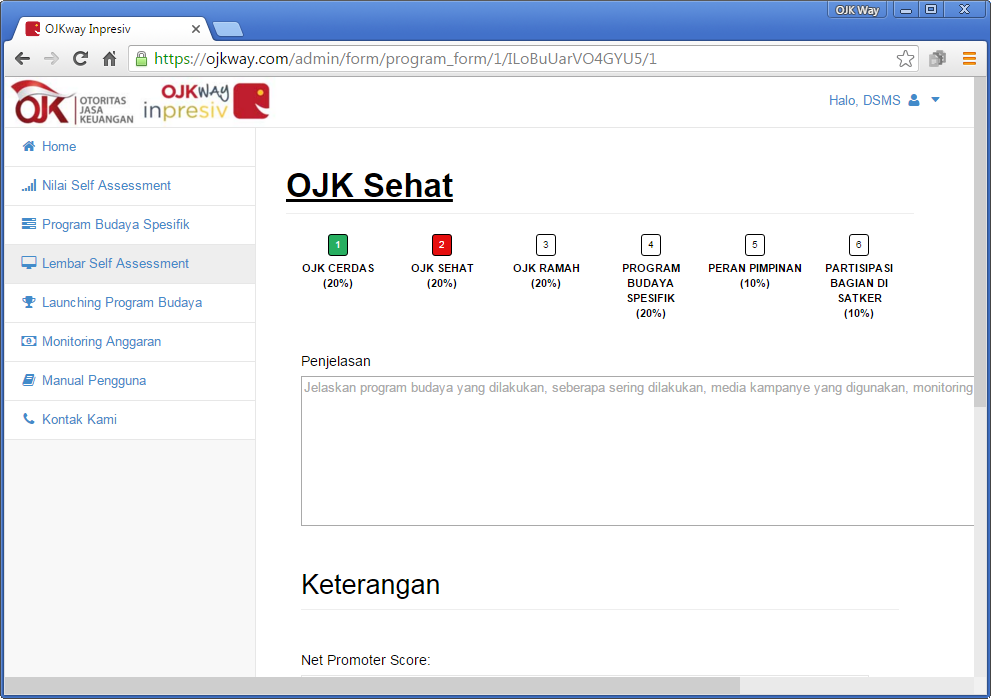 OJK Way
OJKway Inpresiv
https://ojkway.com/admin/form/program_form/1/ILoBuUarVO4GYU5/1
OJK
OTORITAS
JASA
KEUANGAN
OJKWAY
inpresiv
Halo, DSMS
Home
Nilai Self Assessment
Program Budaya Spesifik
Lembar Self Assessment
Launching Program Budaya
Monitoring Anggaran
Manual Pengguna
Kontak Kami
OJK Sehat
1
OJK CERDAS
(20%)
2
OJK SEHAT
(20%)
3
OJK RAMAH
(20%)
4
PROGRAM
BUDAYA
SPESIFIK
(20%)
5
PERAN PIMPINAN
(10%)
6
PARTISIPASI
BAGIAN DI
SATKER
(10%)
Penjelasan
Jelaskan program budaya yang dilakukan, seberapa sering dilakukan, media kampanye yang digunakan, monitoring
Keterangan
Net Promoter Score: